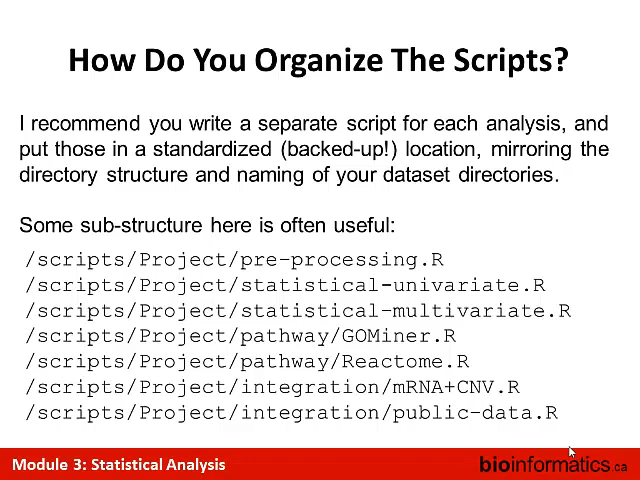 How Do You Organize The Scripts?
I recommend you write a separate script for each analysis, and
put those in a standardized (backed-up!) location, mirroring the
directory structure and naming of your dataset directories.
Some sub-structure here is often useful:
/scripts/Project/pre-processing.R
/scripts/Project/statistical-univariate.R
/scripts/Project/statistical-multivariate.R
/scripts/Project/pathway/GOMiner.R
/scripts/Project/pathway/Reactome.R
/scripts/Project/integration/mRNA+CNV.R
/scripts/Project/integration/public-data.R
Module 3: Statistical Analysis
bioinformatics.ca